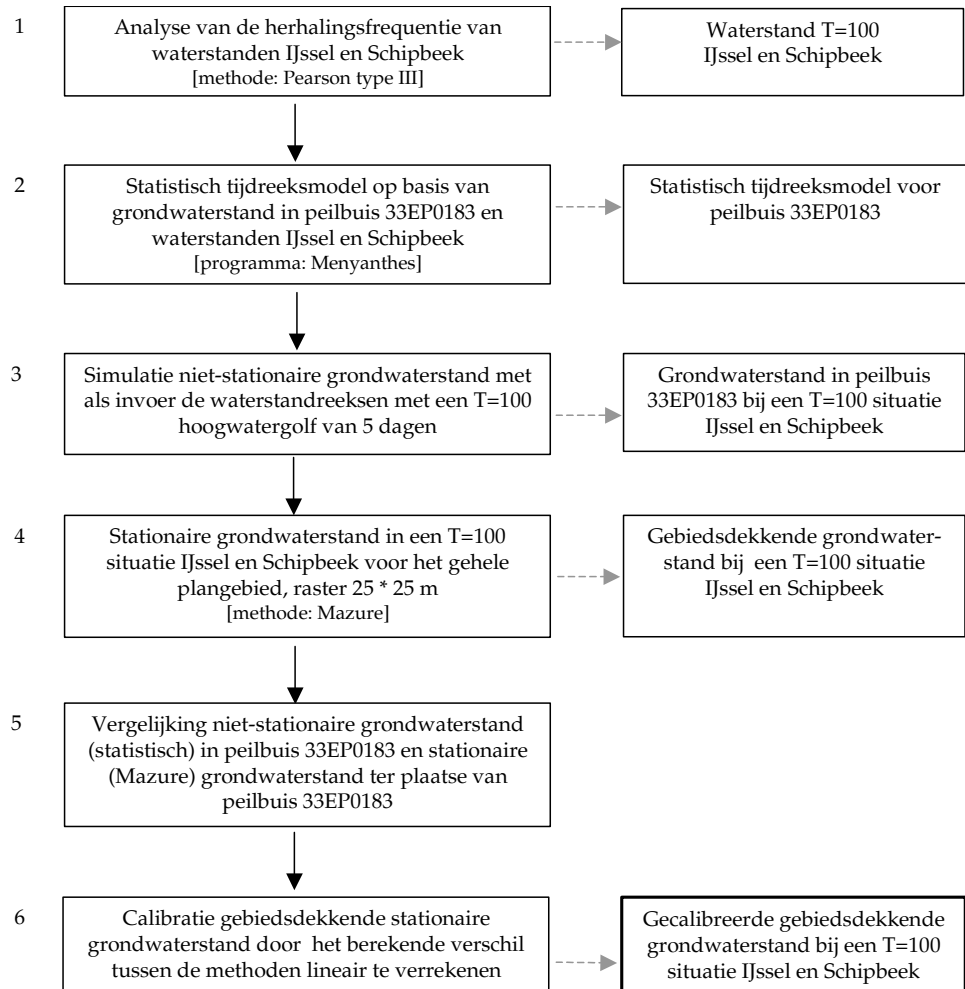 1
Analyse van de herhalingsfrequentie van
waterstanden IJssel en Schipbeek
[methode: Pearson type III]
Waterstand T=100
IJssel en Schipbeek
2
Statistisch tijdreeksmodel op basis van
grondwaterstand in peilbuis 33EP0183 en
waterstanden IJssel en Schipbeek
[programma: Menyanthes]
Statistisch tijdreeksmodel voor
peilbuis 33EP0183
3
Simulatie niet-stationaire grondwaterstand met
als invoer de waterstandreeksen met een T=100
hoogwatergolf van 5 dagen
Grondwaterstand in peilbuis
33EP0183 bij een T=100 situatie
IJssel en Schipbeek
4
Stationaire grondwaterstand in een T=100
situatie IJssel en Schipbeek voor het gehele
plangebied, raster 25 * 25 m
[methode: Mazure]
Gebiedsdekkende grondwater-
stand bij een T=100 situatie
IJssel en Schipbeek
5
Vergelijking niet-stationaire grondwaterstand
(statistisch) in peilbuis 33EP0183 en stationaire
(Mazure) grondwaterstand ter plaatse van
peilbuis 33EP0183
6
Calibratie gebiedsdekkende stationaire
grondwaterstand door het berekende verschil
tussen de methoden lineair te verrekenen
Gecalibreerde gebiedsdekkende
grondwaterstand bij een T=100
situatie IJssel en Schipbeek